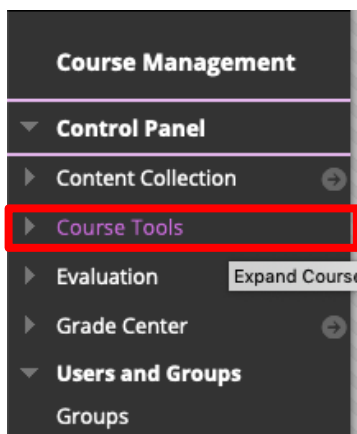 Course Management
Control Panel
Content Collection
Course Tools
Evaluation
Expand Course
Grade Center
Users and Groups
Groups